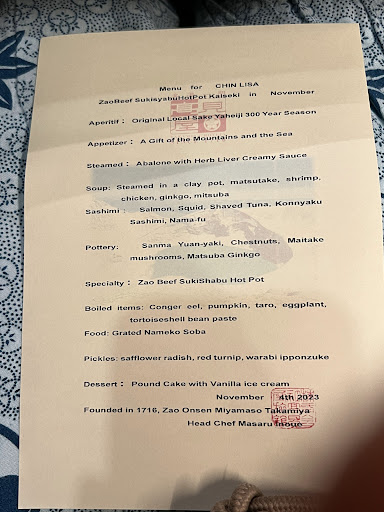 Menu for CHIN LISA
ZaoBeef SukisyabuHotPot Kaiseki in November
Aperitif： Original Local Sake Yaheiji 300 Year Season
Appetizer： A Gift of the Mountains and the Sea
Steamed： Abalone with Herb Liver Creamy Sauce
Soup: Steamed in a clay pot, matsutake, shrimp,
chicken, ginkgo, mitsuba
Sashimi： Salmon, Squid, Shaved Tuna, Konnyaku
Sashimi, Nama-fu
Pottery: Sanma Yuan-yaki, Chestnuts, Maitake
mushrooms, Matsuba Ginkgo
Specialty： Zao Beef SukiShabu Hot Pot
Boiled items: Conger eel, pumpkin, taro, eggplant,
tortoiseshell bean paste
Food: Grated Nameko Soba
Pickles: safflower radish, red turnip, warabi ipponzuke
Dessert： Pound Cake with Vanilla ice cream
November 4th 2023
Founded in 1716, Zao Onsen Miyamaso Takamiya
Head Chef Masaru Inoue